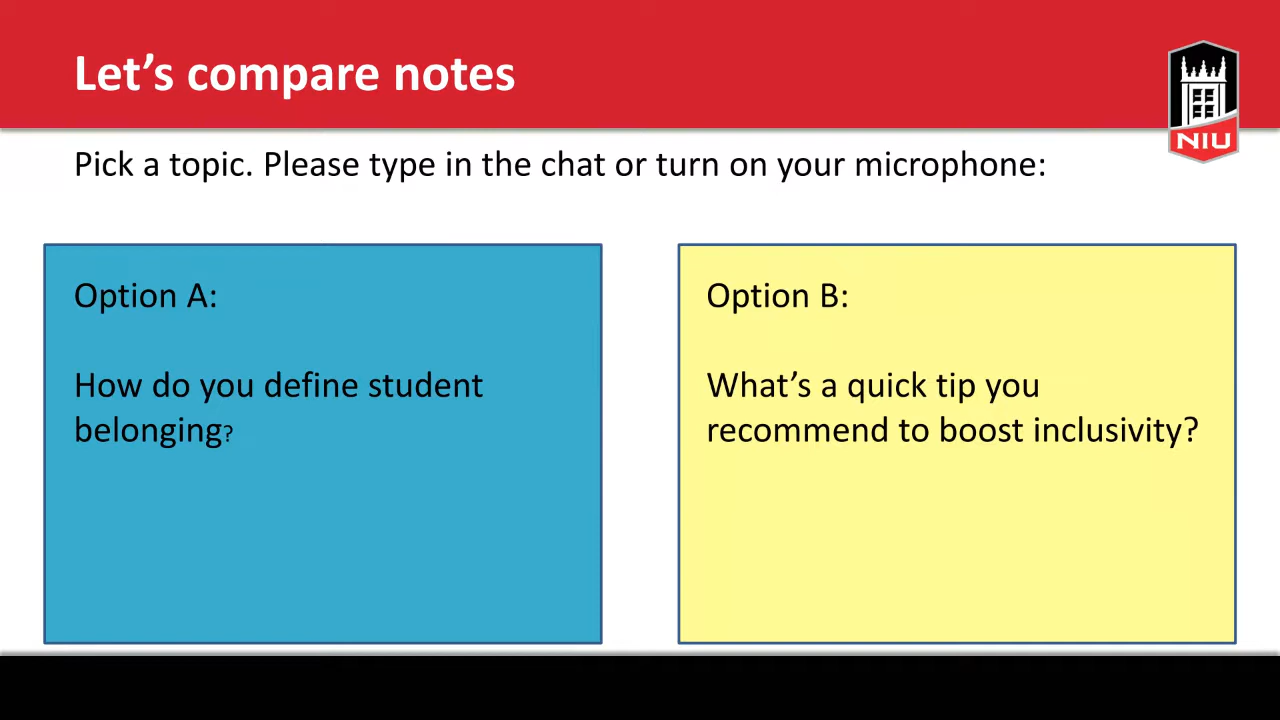 Let’s compare notes
NIU
Pick a topic. Please type in the chat or turn on your microphone:
Option A:
How do you define student
belonging?
Option B:
What’s a quick tip you
recommend to boost inclusivity?